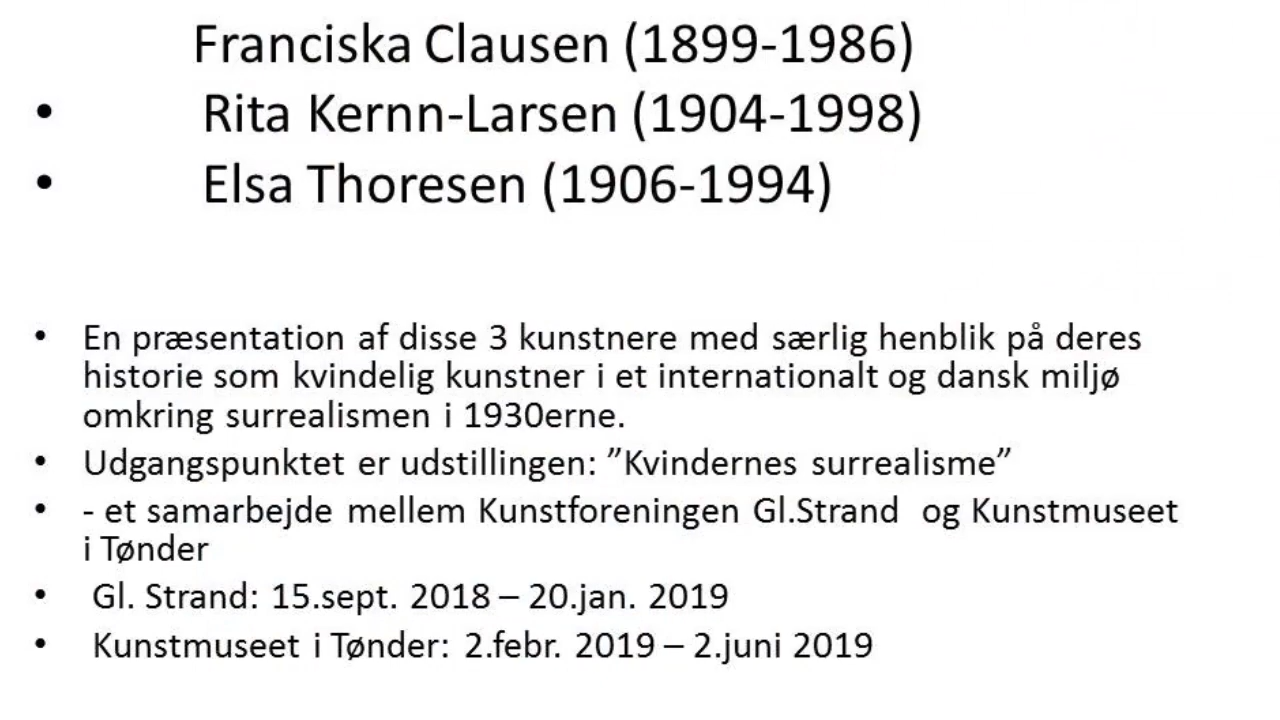 Franciska Clausen (1899-1986)
• Rita Kernn-Larsen (1904-1998)
• Elsa Thoresen (1906-1994)
• En præsentation af disse 3 kunstnere med særlig henblik på deres
historie som kvindelig kunstner i et internationalt og dansk miljø
omkring surrealismen i 1930erne.
• Udgangspunktet er udstillingen: ”Kvindernes surrealisme”
• - et samarbejde mellem Kunstforeningen Gl.Strand og Kunstmuseet
i Tønder
• Gl. Strand: 15.sept. 2018 – 20.jan. 2019
• Kunstmuseet i Tønder: 2.febr. 2019 – 2.juni 2019